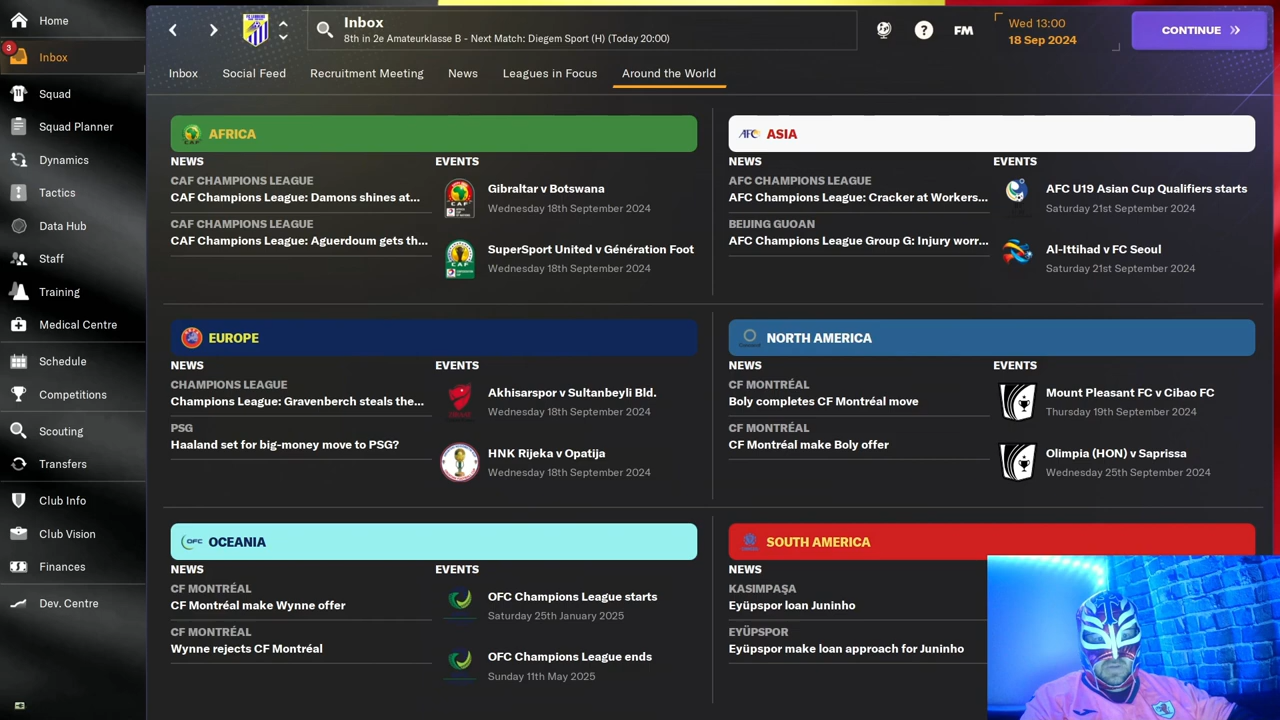 Home
3
Inbox
Squad
Squad Planner
Dynamics
Tactics
Data Hub
Staff
Training
Medical Centre
Schedule
Competitions
Scouting
Transfers
Club Info
Club Vision
Finances
Dev. Centre
Inbox
8th in 2e Amateurklasse B - Next Match: Diegem Sport (H) (Today 20:00)
?
FM
Wed 13:00
18 Sep 2024
CONTINUE
Inbox Social Feed Recruitment Meeting News Leagues in Focus Around the World
AFRICA
NEWS
CAF CHAMPIONS LEAGUE
CAF Champions League: Damons shines at...
CAF CHAMPIONS LEAGUE
CAF Champions League: Aguerdoum gets th...
EVENTS
Gibraltar v Botswana
Wednesday 18th September 2024
SuperSport United v Génération Foot
Wednesday 18th September 2024
AFC ASIA
NEWS
AFC CHAMPIONS LEAGUE
AFC Champions League: Cracker at Workers...
BEIJING GUOAN
AFC Champions League Group G: Injury worr...
EVENTS
AFC U19 Asian Cup Qualifiers starts
Saturday 21st September 2024
Al-Ittihad v FC Seoul
Saturday 21st September 2024
EUROPE
NEWS
CHAMPIONS LEAGUE
Champions League: Gravenberch steals the...
PSG
Haaland set for big-money move to PSG?
EVENTS
Akhisarspor v Sultanbeyli Bld.
Wednesday 18th September 2024
HNK Rijeka v Opatija
Wednesday 18th September 2024
NORTH AMERICA
NEWS
CF MONTRÉAL
Boly completes CF Montréal move
CF MONTRÉAL
CF Montréal make Boly offer
EVENTS
Mount Pleasant FC v Cibao FC
Thursday 19th September 2024
Olimpia (HON) v Saprissa
Wednesday 25th September 2024
OFC OCEANIA
NEWS
CF MONTRÉAL
CF Montréal make Wynne offer
CF MONTRÉAL
Wynne rejects CF Montréal
EVENTS
OFC Champions League starts
Saturday 25th January 2025
OFC Champions League ends
Sunday 11th May 2025
SOUTH AMERICA
NEWS
KASIMPAŞA
Eyüpspor loan Juninho
EYÜPSPOR
Eyüpspor make loan approach for Juninho